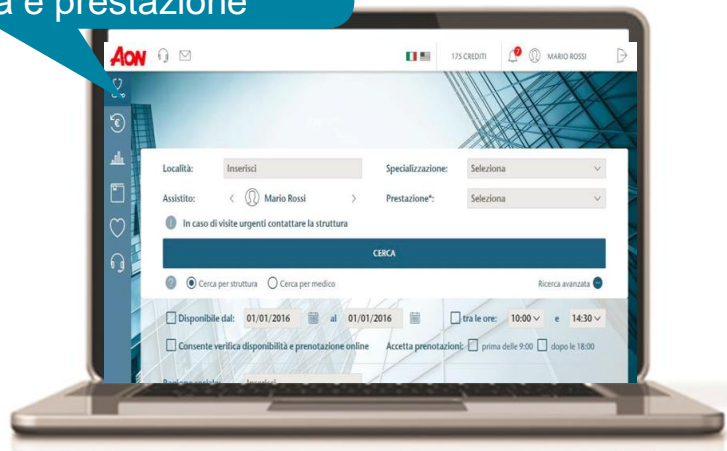 e prestazione
AON 175 CREDITI 2 MARIO ROSSI
Località: Inserisci Specializzazione: Seleziona
Assistito: Mario Rossi Prestazione*: Seleziona
i In caso di visite urgenti contattare la struttura
CERCA
? Cerca per struttura Cerca per medico Ricerca avanzata
Disponibile dal: 01/01/2016 al 01/01/2016 tra le ore: 10:00 e 14:30
Consente verifica disponibilità e prenotazione online Accetta prenotazioni: prima delle 9:00 dopo le 18:00